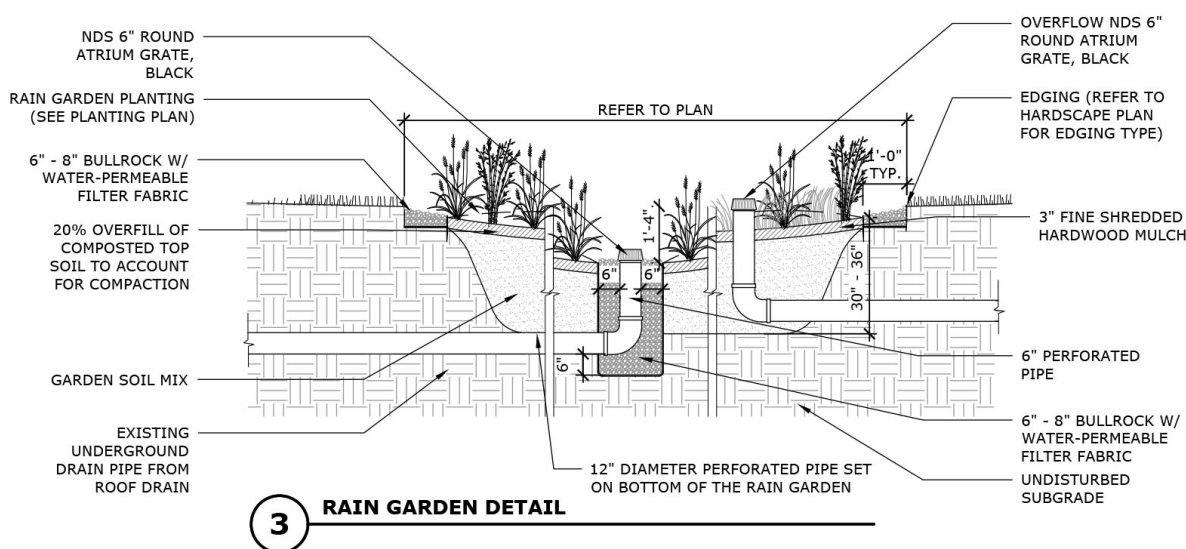 NDS 6" ROUND
ATRIUM GRATE,
BLACK
RAIN GARDEN PLANTING
(SEE PLANTING PLAN)
6" - 8" BULLROCK W/
WATER-PERMEABLE
FILTER FABRIC
20% OVERFILL OF
COMPOSTED TOP
SOIL TO ACCOUNT
FOR COMPACTION
GARDEN SOIL MIX
EXISTING
UNDERGROUND
DRAIN PIPE FROM
ROOF DRAIN
REFER TO PLAN
1'-0"
TYP.
1'-4"
6"
6"
30" - 36"
6"
OVERFLOW NDS 6"
ROUND ATRIUM
GRATE, BLACK
EDGING (REFER TO
HARDSCAPE PLAN
FOR EDGING TYPE)
3" FINE SHREDDED
HARDWOOD MULCH
6" PERFORATED
PIPE
6" - 8" BULLROCK W/
WATER-PERMEABLE
FILTER FABRIC
UNDISTURBED
SUBGRADE
12" DIAMETER PERFORATED PIPE SET
ON BOTTOM OF THE RAIN GARDEN
3
RAIN GARDEN DETAIL